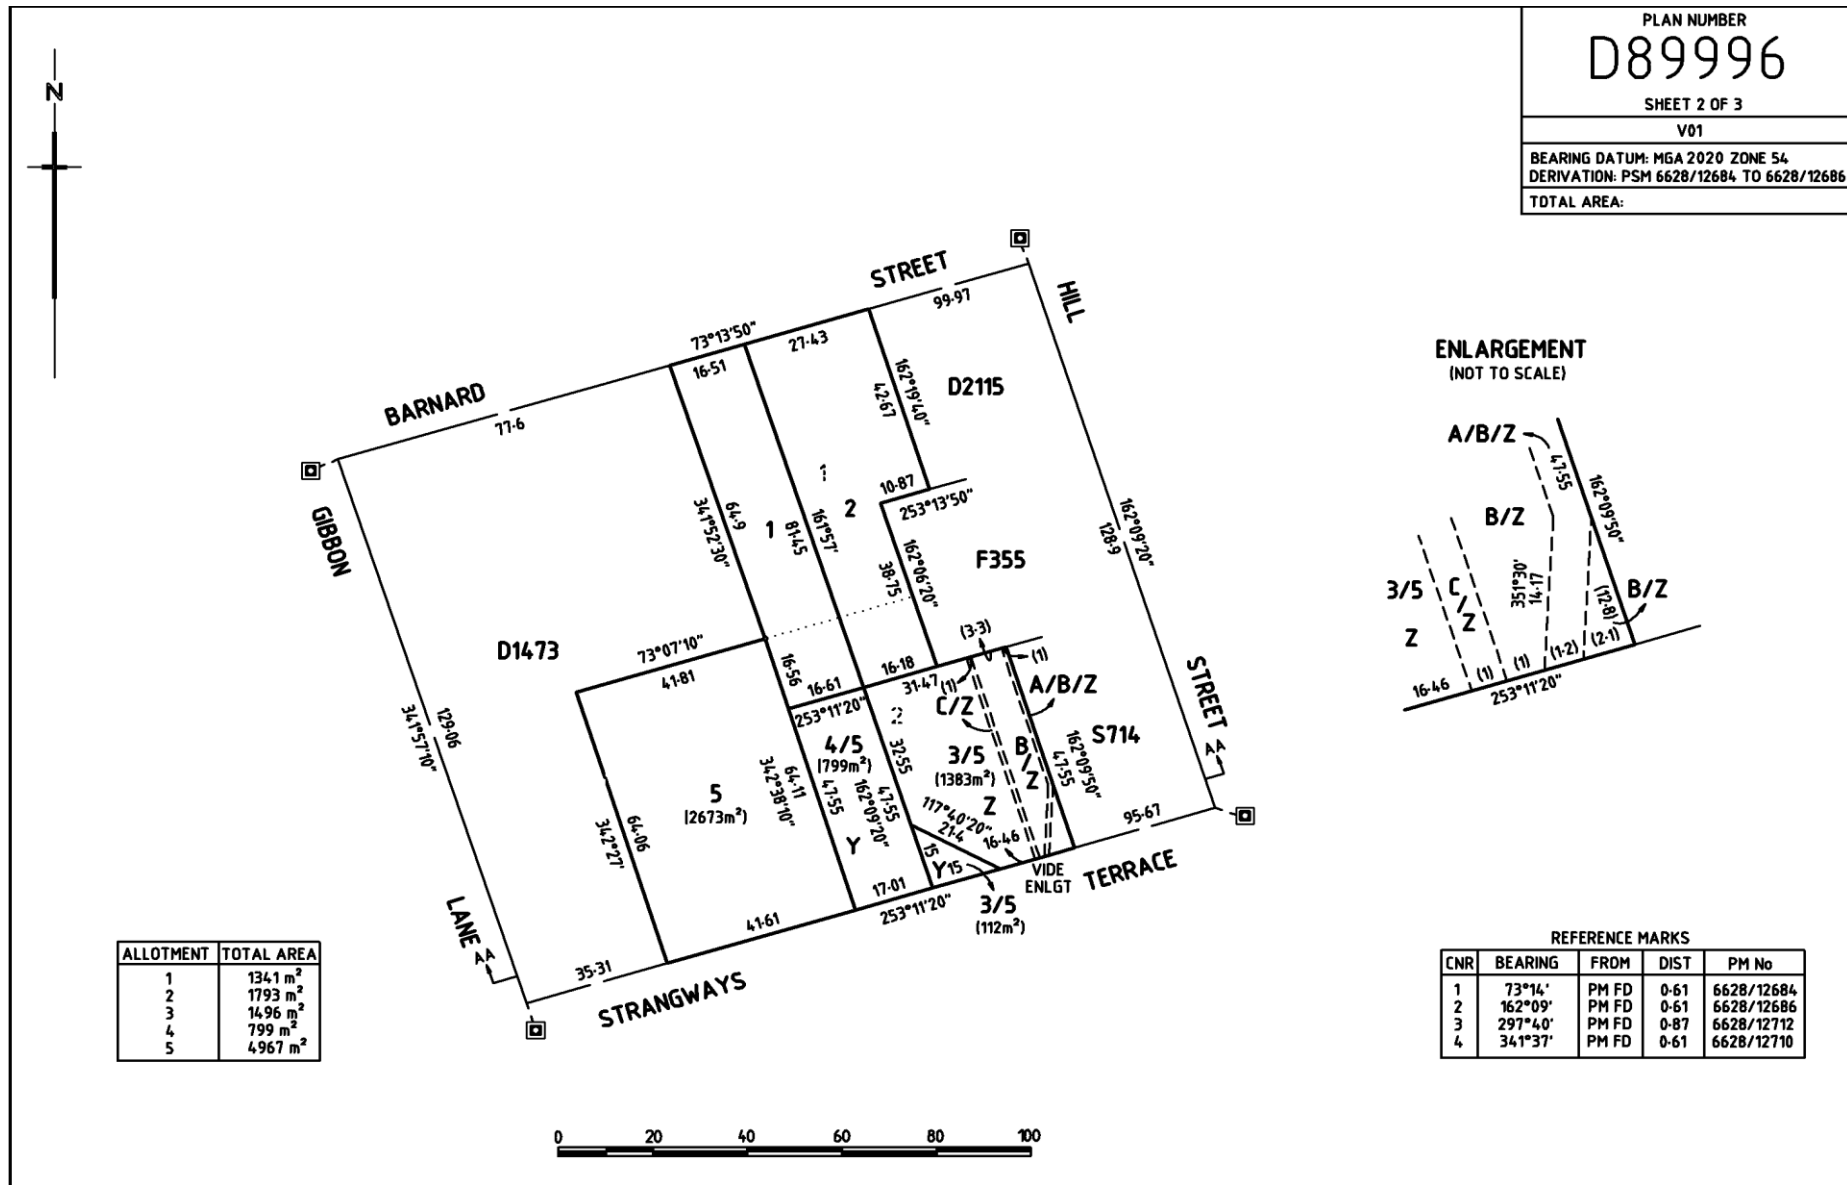 PLAN NUMBER
D89996
SHEET 2 OF 3
V01
BEARING DATUM: MGA 2020 ZONE 54
DERIVATION: PSM 6628/12684 TO 6628/12686
TOTAL AREA:
N
STREET
99·97
HILL
73°13'50"
27·43
16·51
BARNARD
77·6
162°19'40"
42·67
D2115
10·87
253°13'50"
1
2
1
64·9
341°52'30"
81·45
161°57'
162°06'20"
38·75
F355
162°09'20"
128·9
GIBBON
D1473
73°07'10"
41·81
16·56
16·61
253°11'20"
16·18
31·47
(3·3)
(1)
(1)
A/B/Z
C/Z
STREET
AA
S714
129·06
341°57'10"
2
32·55
4/5
(799m²)
3/5
(1383m²)
B
/
Z
162°09'50"
47·55
5
(2673m²)
64·11
342°38'10"
47·55
47·55
162°09'20"
Z
117°40'20"
21·4
16·46
95·67
64·06
342°27'
Y
15
Y
15
VIDE
ENLGT
TERRACE
17·01
253°11'20"
3/5
(112m²)
41·61
LANE
AA
35·31
STRANGWAYS
ENLARGEMENT
(NOT TO SCALE)
A/B/Z
47·55
162°09'50"
B/Z
351°30'
14·17
3/5
Z
C
/
Z
(12·8)
B/Z
16·46
(1)
(1)
(1·2)
(2·1)
253°11'20"
ALLOTMENT TOTAL AREA
1 1341 m²
2 1793 m²
3 1496 m²
4 799 m²
5 4967 m²
REFERENCE MARKS
CNR BEARING FROM DIST PM No
1 73°14' PM FD 0·61 6628/12684
2 162°09' PM FD 0·61 6628/12686
3 297°40' PM FD 0·87 6628/12712
4 341°37' PM FD 0·61 6628/12710
0 20 40 60 80 100